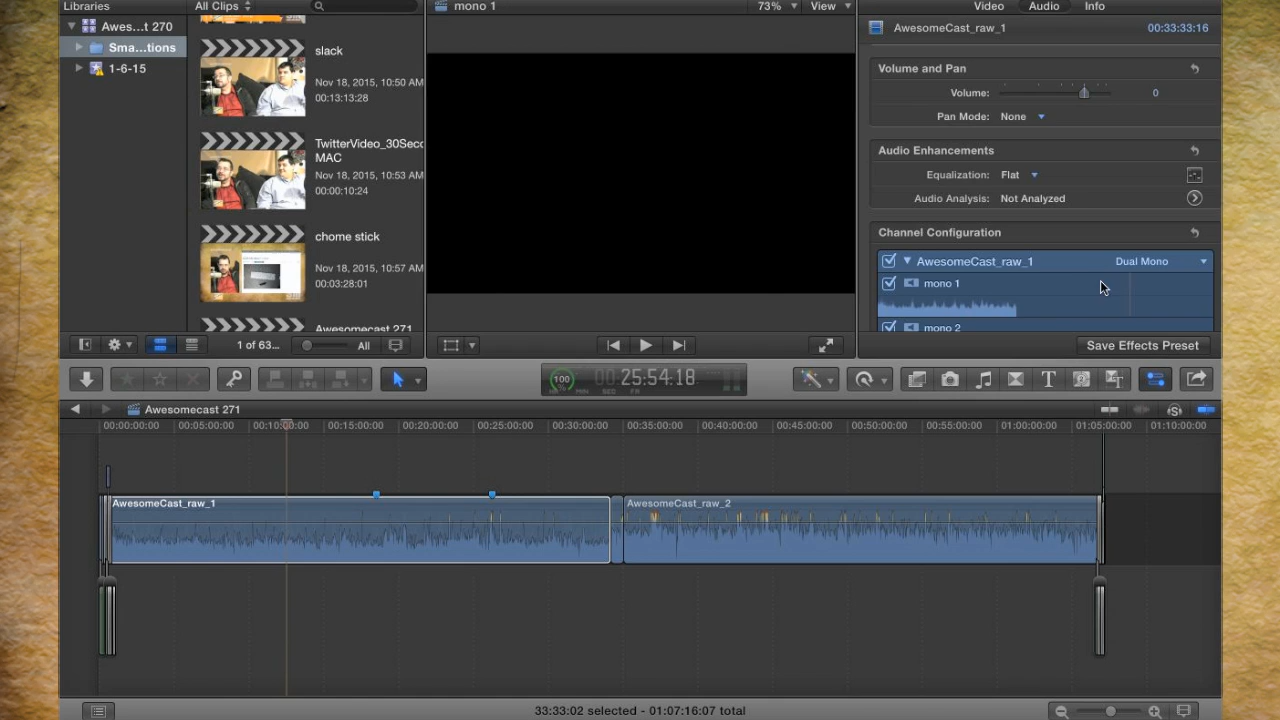 Libraries
All Clips
mono 1
73%
View
Video
Audio
Info
Awes...t 270
Sma...tions
1-6-15
slack
Nov 18, 2015, 10:50 AM
00:13:13:28
TwitterVideo_30Sec
MAC
Nov 18, 2015, 10:53 AM
00:00:10:24
chome stick
Nov 18, 2015, 10:57 AM
00:03:28:01
Awesomecast 271
AwesomeCast_raw_1
00:33:33:16
Volume and Pan
Volume:
0
Pan Mode: None
Audio Enhancements
Equalization: Flat
Audio Analysis: Not Analyzed
Channel Configuration
AwesomeCast_raw_1
Dual Mono
mono 1
mono 2
1 of 63...
All
Save Effects Preset
100
00:25:54:18
HR
MIN
SEC
FR
T
Awesomecast 271
00:00:00:00
00:05:00:00
00:10:00:00
00:15:00:00
00:20:00:00
00:25:00:00
00:30:00:00
00:35:00:00
00:40:00:00
00:45:00:00
00:50:00:00
00:55:00:00
01:00:00:00
01:05:00:00
01:10:00:00
AwesomeCast_raw_1
AwesomeCast_raw_2
33:33:02 selected - 01:07:16:07 total